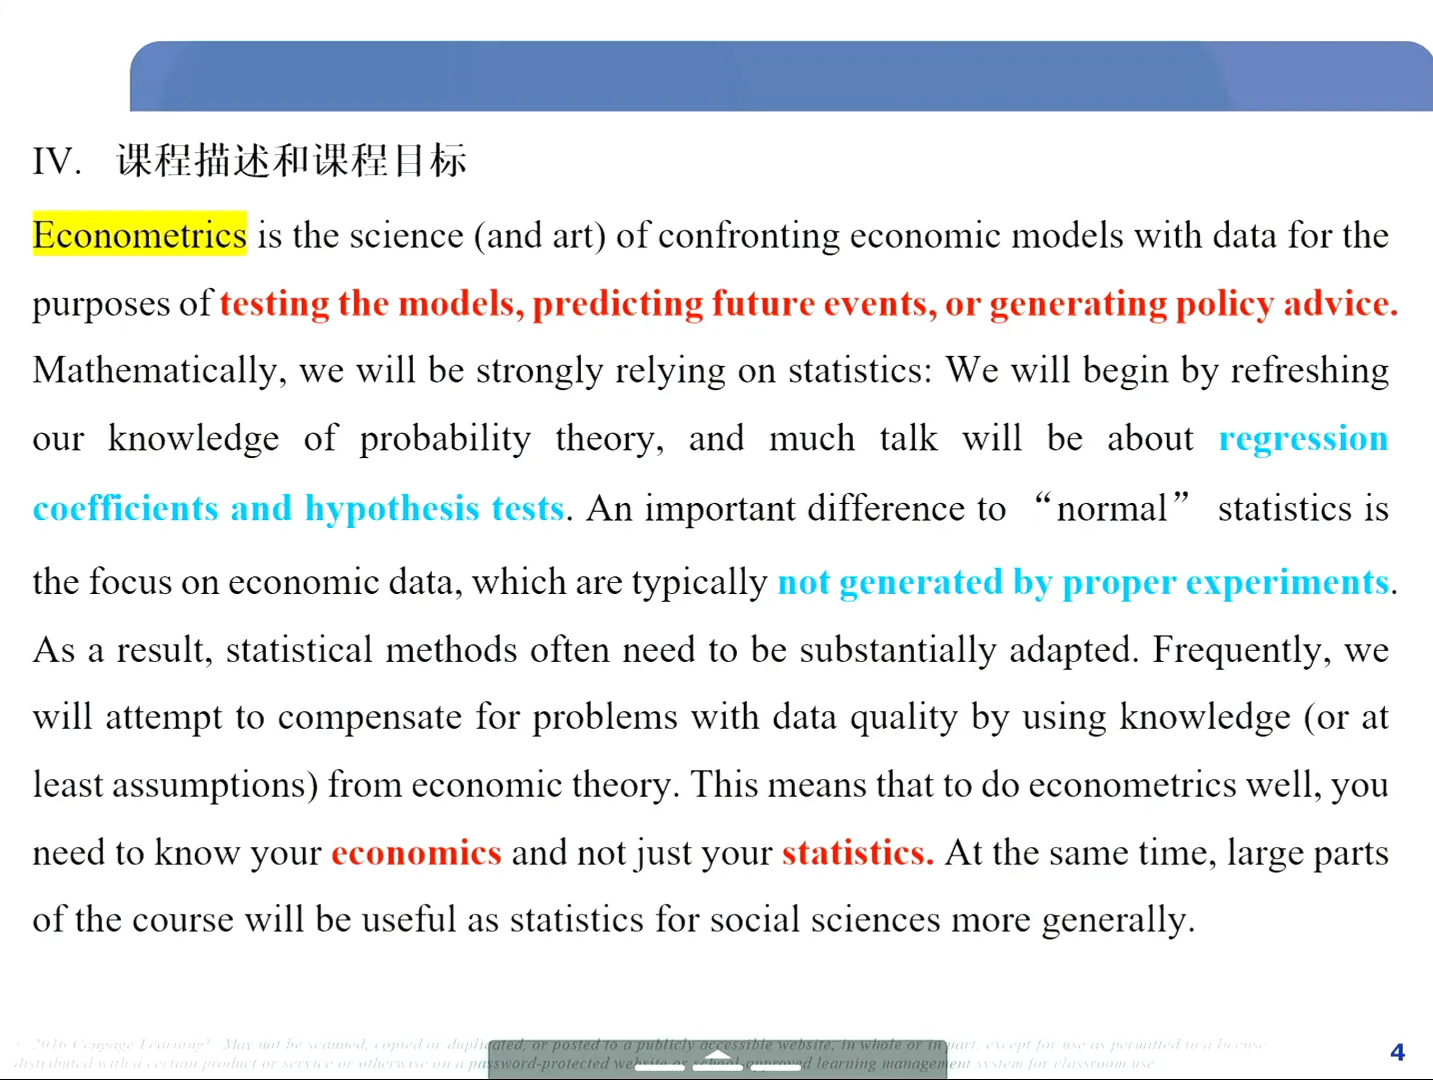 IV. 课程描述和课程目标
Econometrics is the science (and art) of confronting economic models with data for the
purposes of testing the models, predicting future events, or generating policy advice.
Mathematically, we will be strongly relying on statistics: We will begin by refreshing
our knowledge of probability theory, and much talk will be about regression
coefficients and hypothesis tests. An important difference to “normal” statistics is
the focus on economic data, which are typically not generated by proper experiments.
As a result, statistical methods often need to be substantially adapted. Frequently, we
will attempt to compensate for problems with data quality by using knowledge (or at
least assumptions) from economic theory. This means that to do econometrics well, you
need to know your economics and not just your statistics. At the same time, large parts
of the course will be useful as statistics for social sciences more generally.
2016 Cengage Learning®. May not be scanned, copied or duplicated, or posted to a publicly accessible website, in whole or in part, except for use as permitted in a license
distributed with a certain product or service or otherwise on a password-protected website or school-approved learning management system for classroom use
4